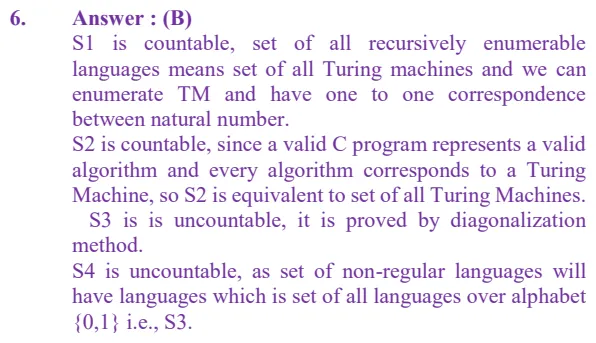 6. Answer : (B)
S1 is countable, set of all recursively enumerable
languages means set of all Turing machines and we can
enumerate TM and have one to one correspondence
between natural number.
S2 is countable, since a valid C program represents a valid
algorithm and every algorithm corresponds to a Turing
Machine, so S2 is equivalent to set of all Turing Machines.
S3 is is uncountable, it is proved by diagonalization
method.
S4 is uncountable, as set of non-regular languages will
have languages which is set of all languages over alphabet
{0,1} i.e., S3.